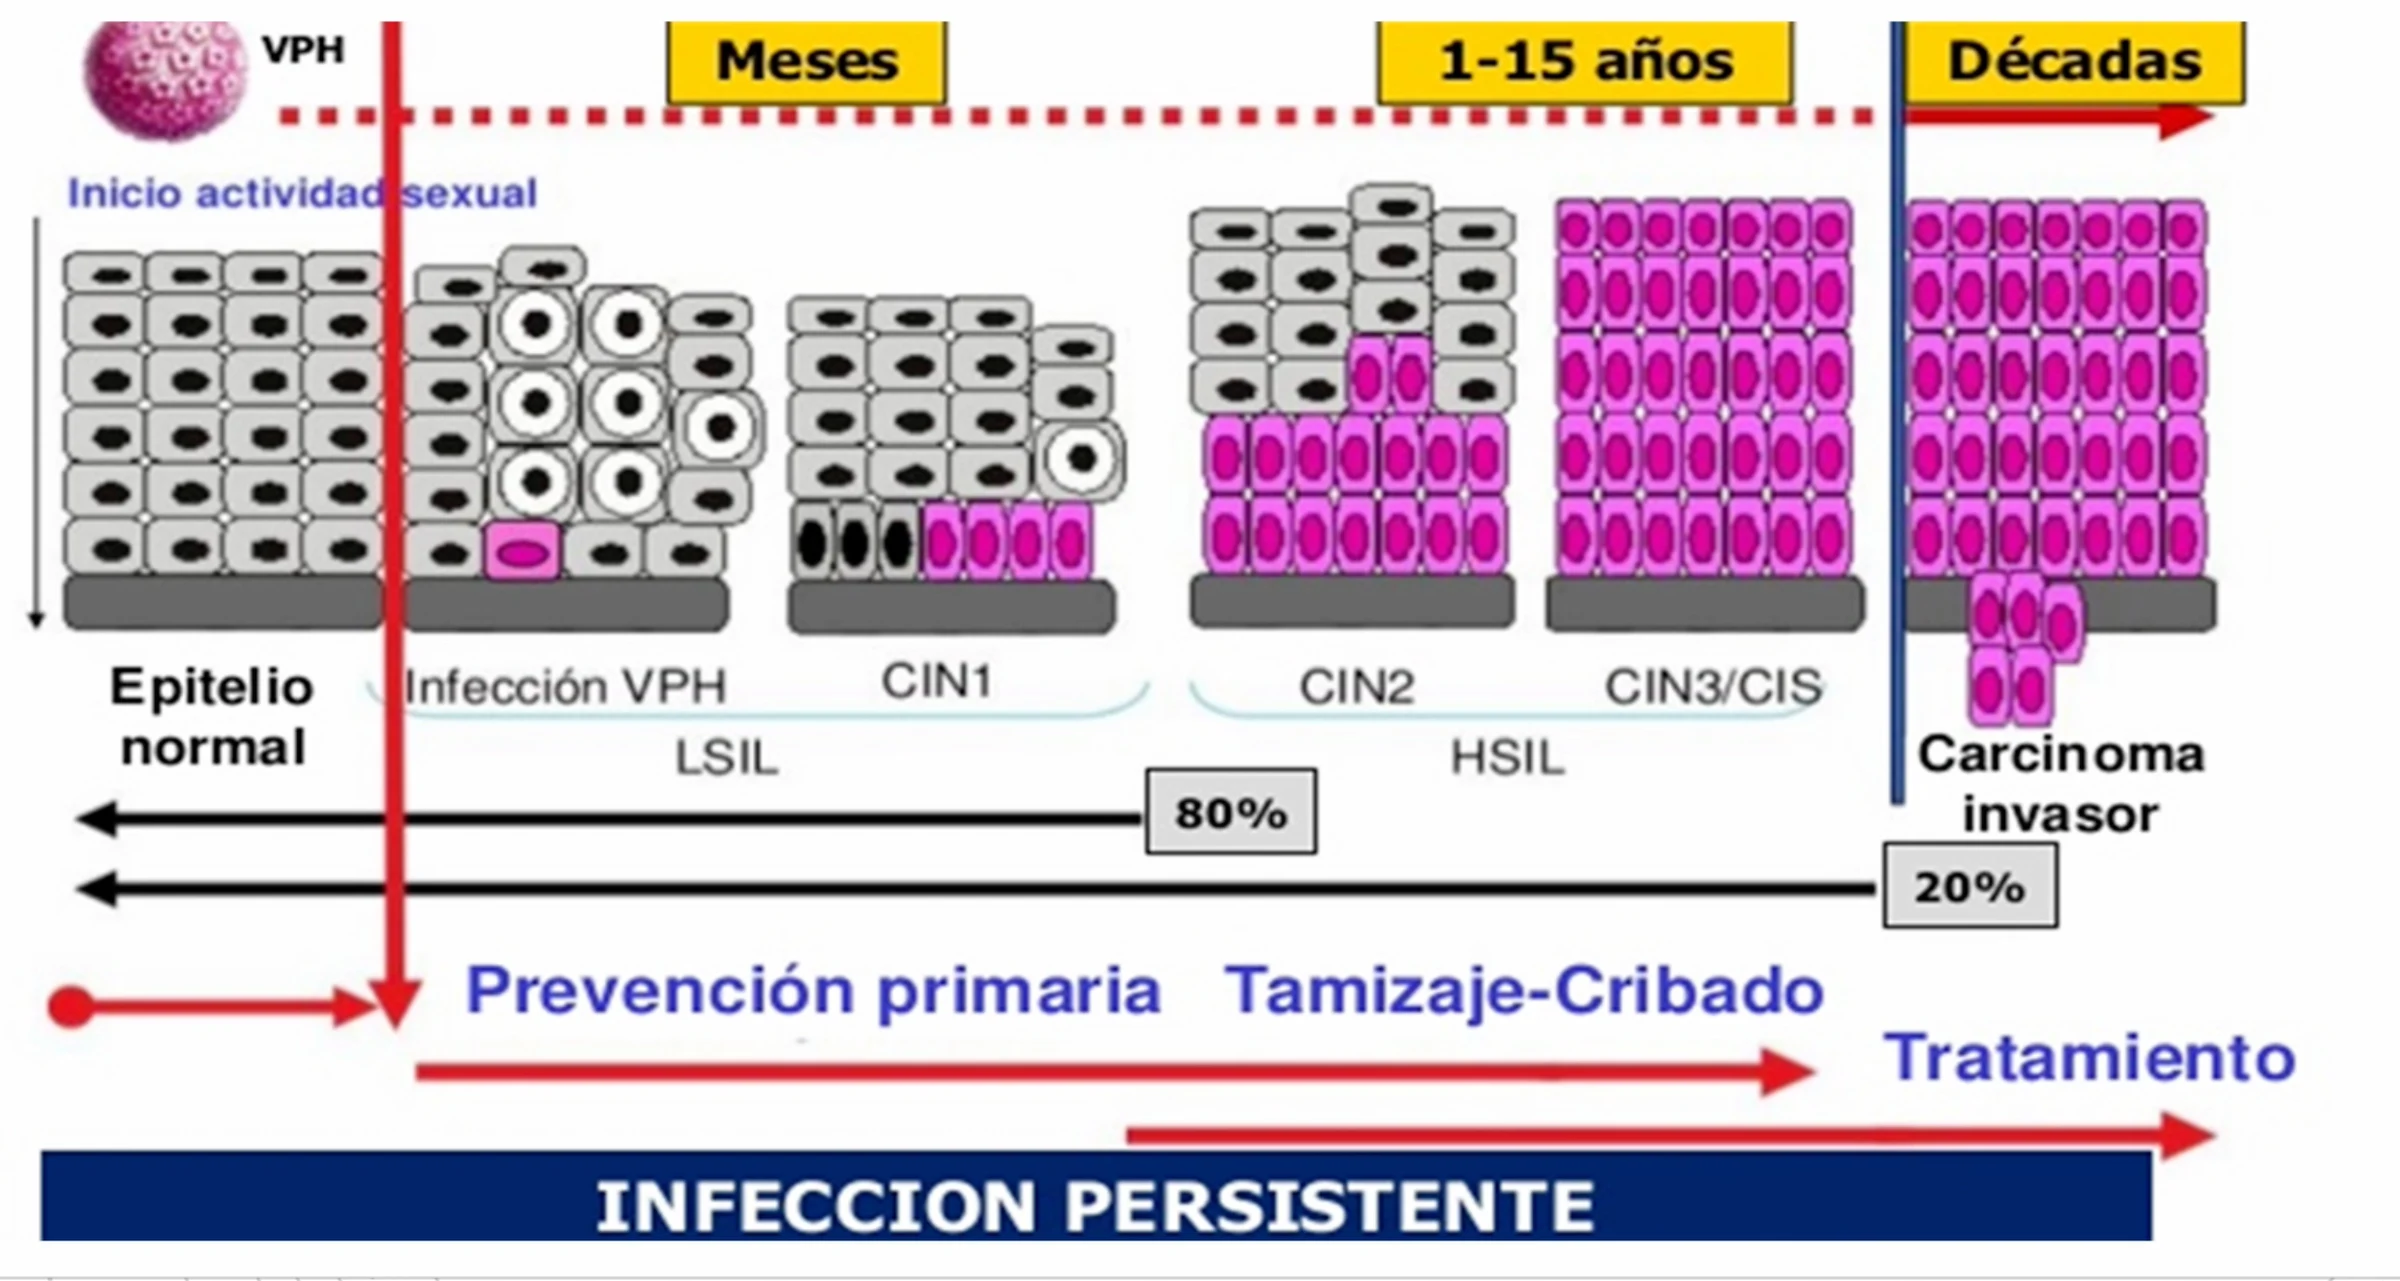 VPH
Meses
1-15 años
Décadas
Inicio actividad sexual
Epitelio
normal
Infección VPH
CIN1
CIN2
CIN3/CIS
LSIL
HSIL
Carcinoma
invasor
80%
20%
Prevención primaria
Tamizaje-Cribado
Tratamiento
INFECCION PERSISTENTE